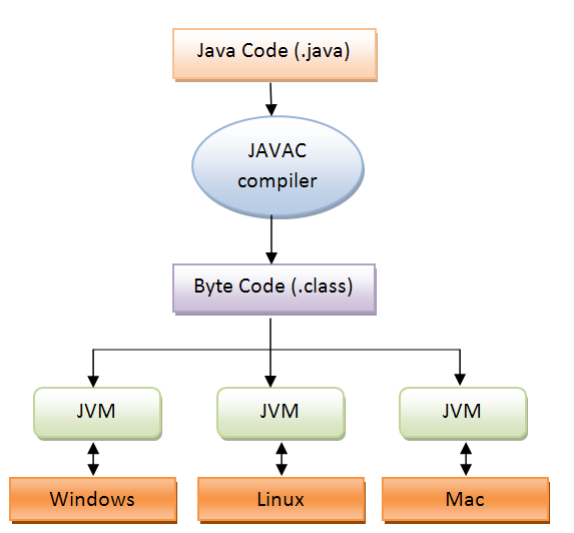 Java Code (.java)
JAVAC
compiler
Byte Code (.class)
JVM
JVM
JVM
Windows
Linux
Mac